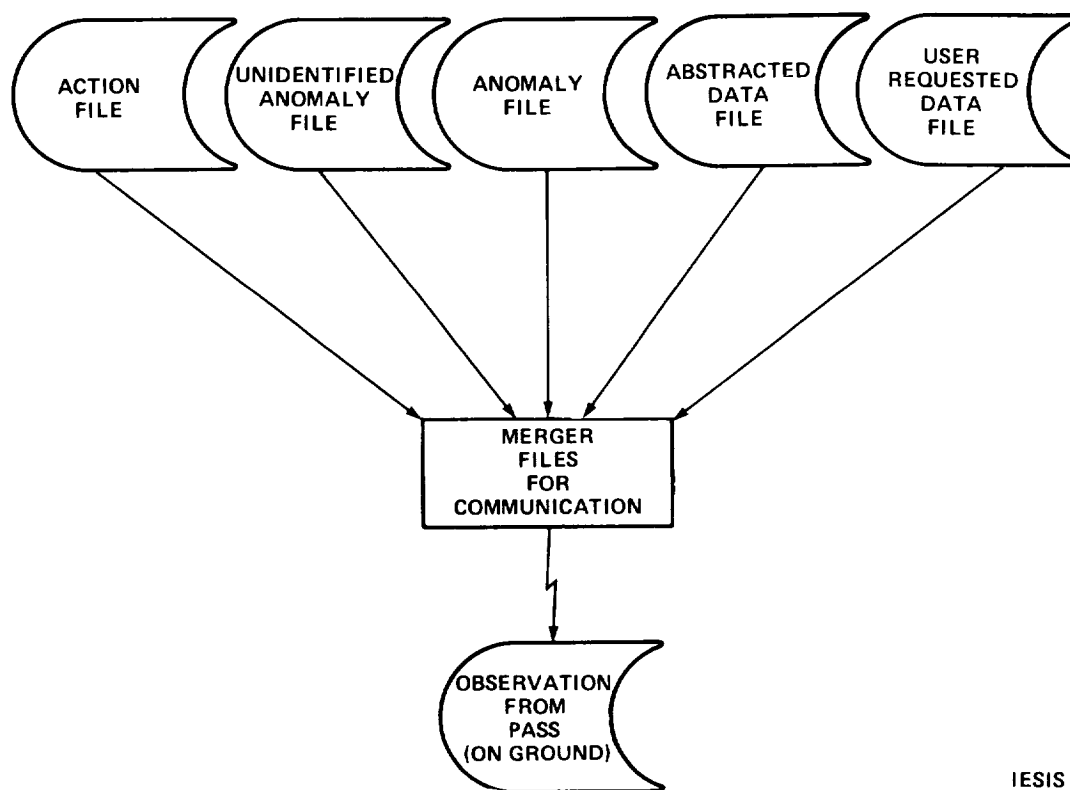 ACTION
FILE
UNIDENTIFIED
ANOMALY
FILE
ANOMALY
FILE
ABSTRACTED
DATA
FILE
USER
REQUESTED
DATA
FILE
MERGER
FILES
FOR
COMMUNICATION
OBSERVATION
FROM
PASS
(ON GROUND)
IESIS